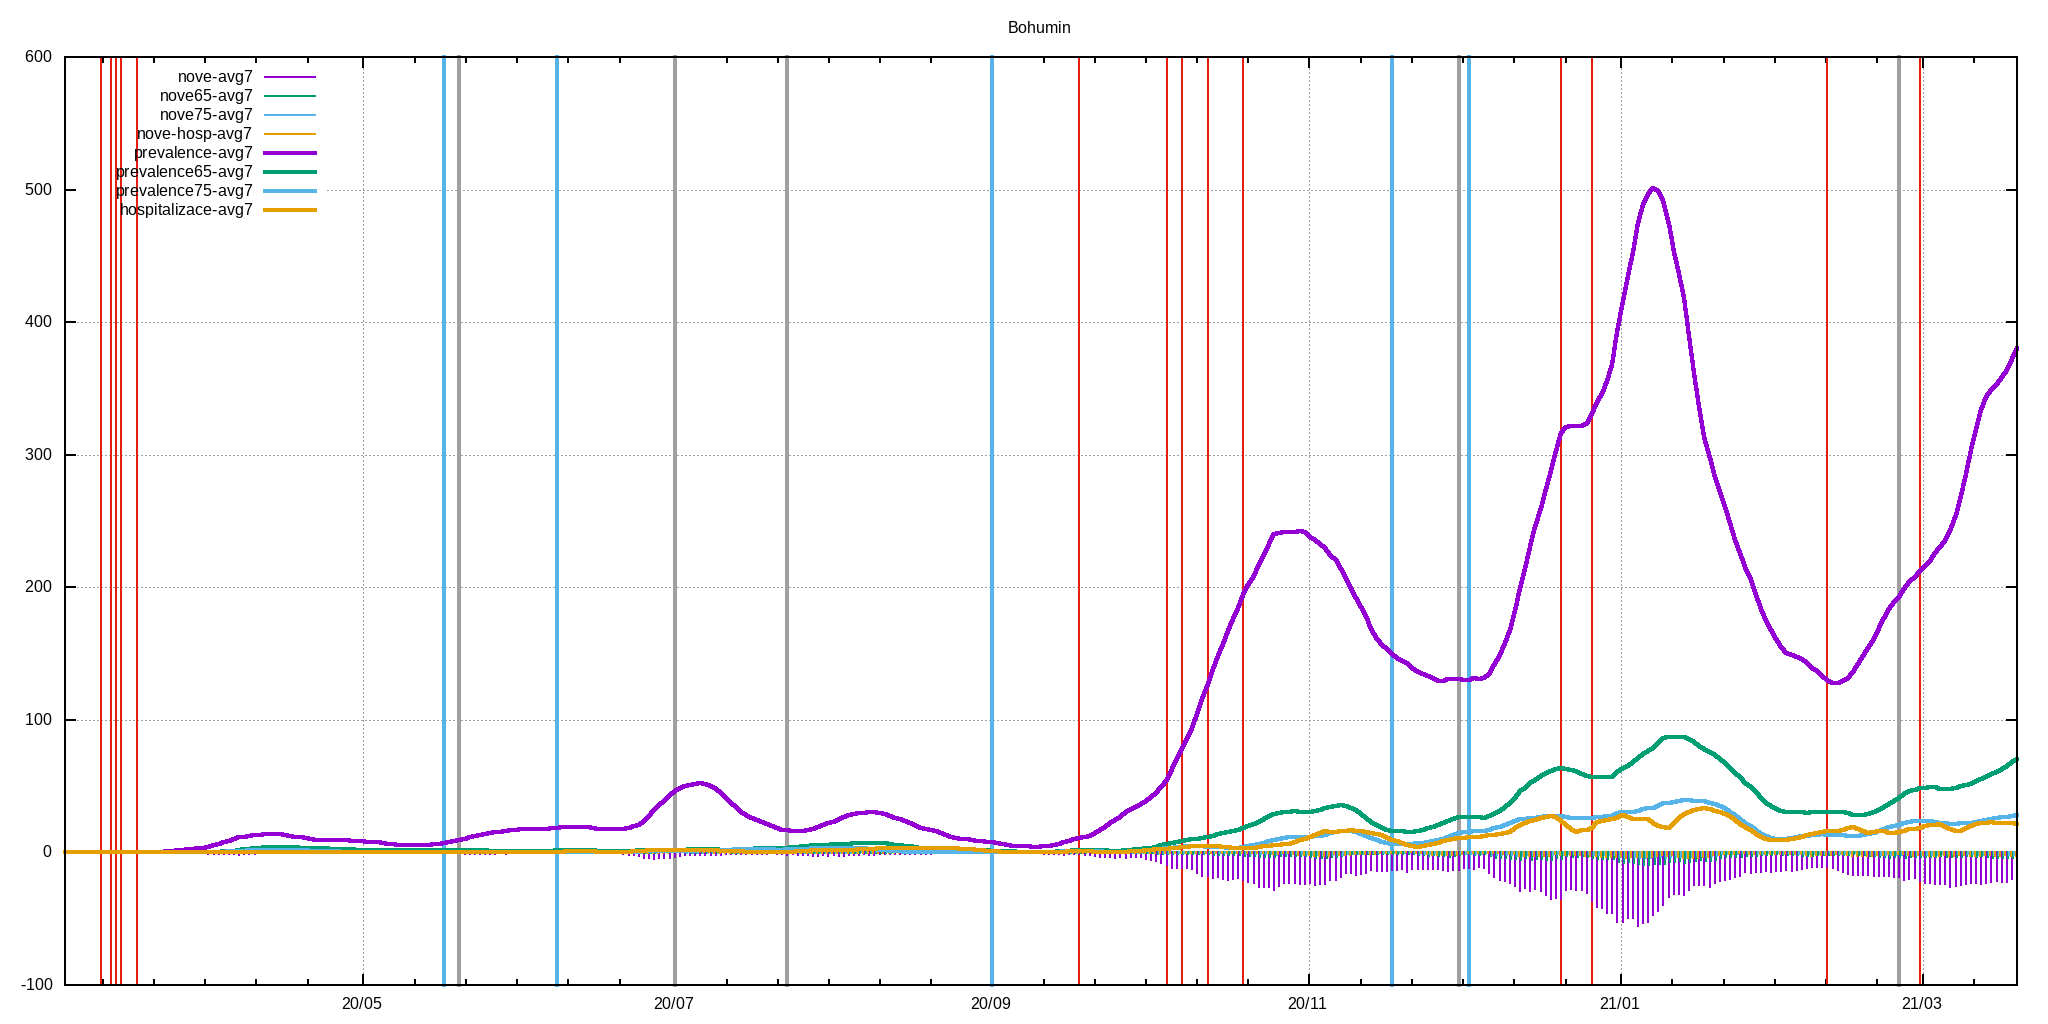 Bohumin
600
nove-avg7
nove65-avg7
nove75-avg7
nove-hosp-avg7
prevalence-avg7
prevalence65-avg7
prevalence75-avg7
hospitalizace-avg7
500
400
300
200
100
0
-100
20/05 20/07 20/09 20/11 21/01 21/03